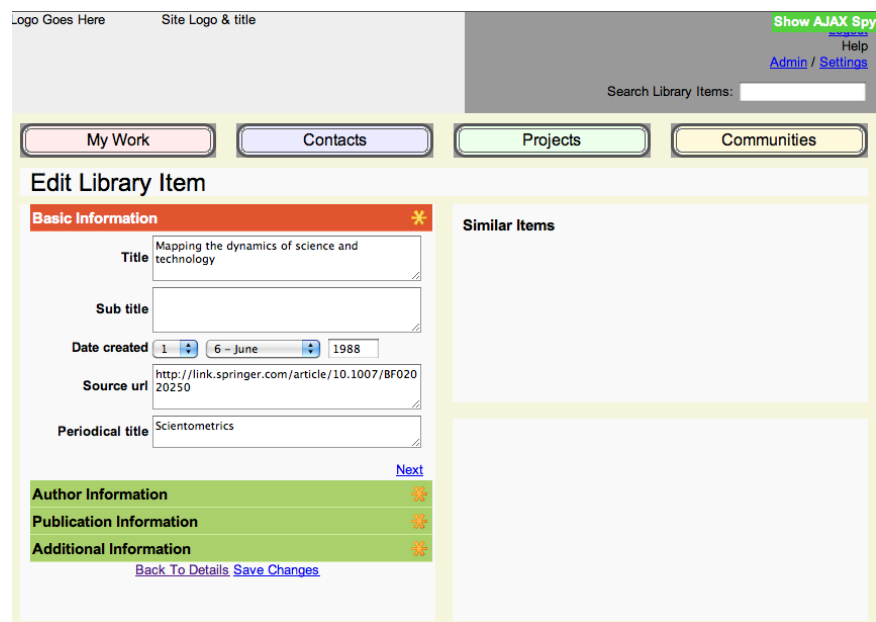 Logo Goes Here Site Logo & title
Show AJAX Spy
Logout
Help
Admin / Settings
Search Library Items:
My Work Contacts Projects Communities
Edit Library Item
Basic Information
Title Mapping the dynamics of science and
technology
Sub title
Date created 1 6 - June 1988
Source url http://link.springer.com/article/10.1007/BF020
20250
Periodical title Scientometrics
Next
Author Information
Publication Information
Additional Information
Back To Details Save Changes
Similar Items